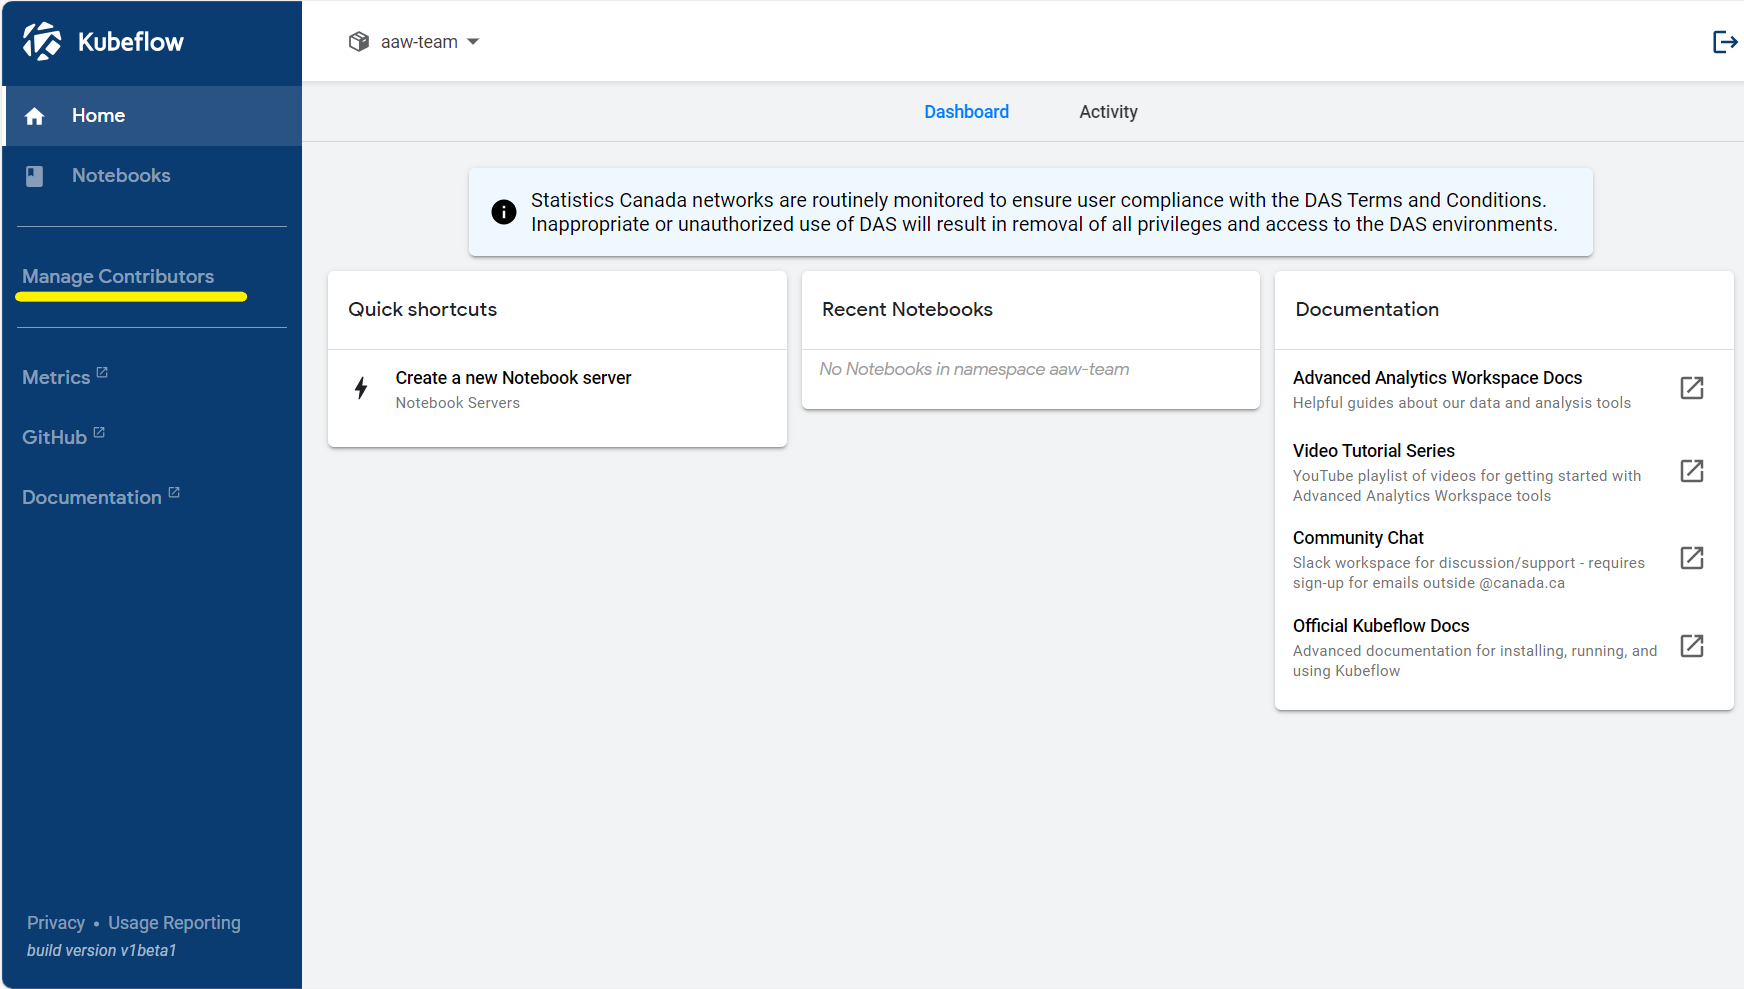 Kubeflow
aaw-team
Home
Notebooks
Manage Contributors
Metrics
GitHub
Documentation
Privacy • Usage Reporting
build version v1beta1
Dashboard
Activity
Statistics Canada networks are routinely monitored to ensure user compliance with the DAS Terms and Conditions.
Inappropriate or unauthorized use of DAS will result in removal of all privileges and access to the DAS environments.
Quick shortcuts
Create a new Notebook server
Notebook Servers
Recent Notebooks
No Notebooks in namespace aaw-team
Documentation
Advanced Analytics Workspace Docs
Helpful guides about our data and analysis tools
Video Tutorial Series
YouTube playlist of videos for getting started with
Advanced Analytics Workspace tools
Community Chat
Slack workspace for discussion/support - requires
sign-up for emails outside @canada.ca
Official Kubeflow Docs
Advanced documentation for installing, running, and
using Kubeflow